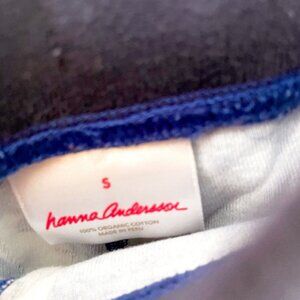 S
hanna andersson
100% ORGANIC COTTON
MADE IN PERU